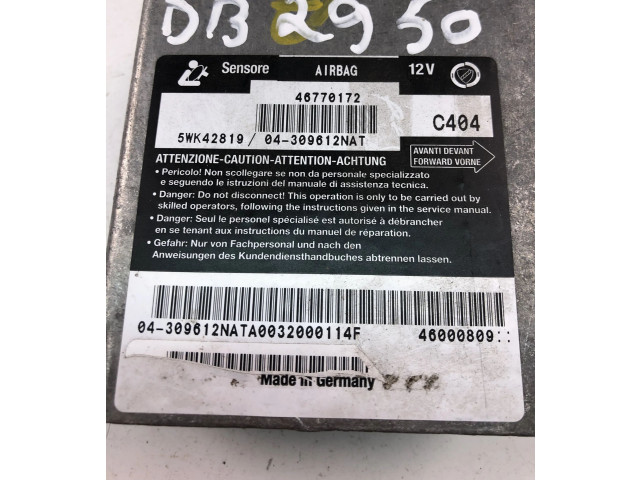 DB 2950
Sensore AIRBAG 12V
46770172
C404
5WK42819 / 04-309612NAT
AVANTI DEVANT
FORWARD VORNE
ATTENZIONE-CAUTION-ATTENTION-ACHTUNG
• Pericolo! Non scollegare se non da personale specializzato
e seguendo le istruzioni del manuale di assistenza tecnica.
• Danger: Do not disconnect! This operation is only to be carried out by
skilled operators, following the instructions given in the service manual.
• Danger: Seul le personel spécialisé est autorisé à débrancher
en se tenant aux instructions du manuel de réparation.
• Gefahr: Nur von Fachpersonal und nach den
Anweisungen des Kundendiensthandbuches abtrennen lassen.
04-309612NATA0032000114F 46000809::
Made in Germany